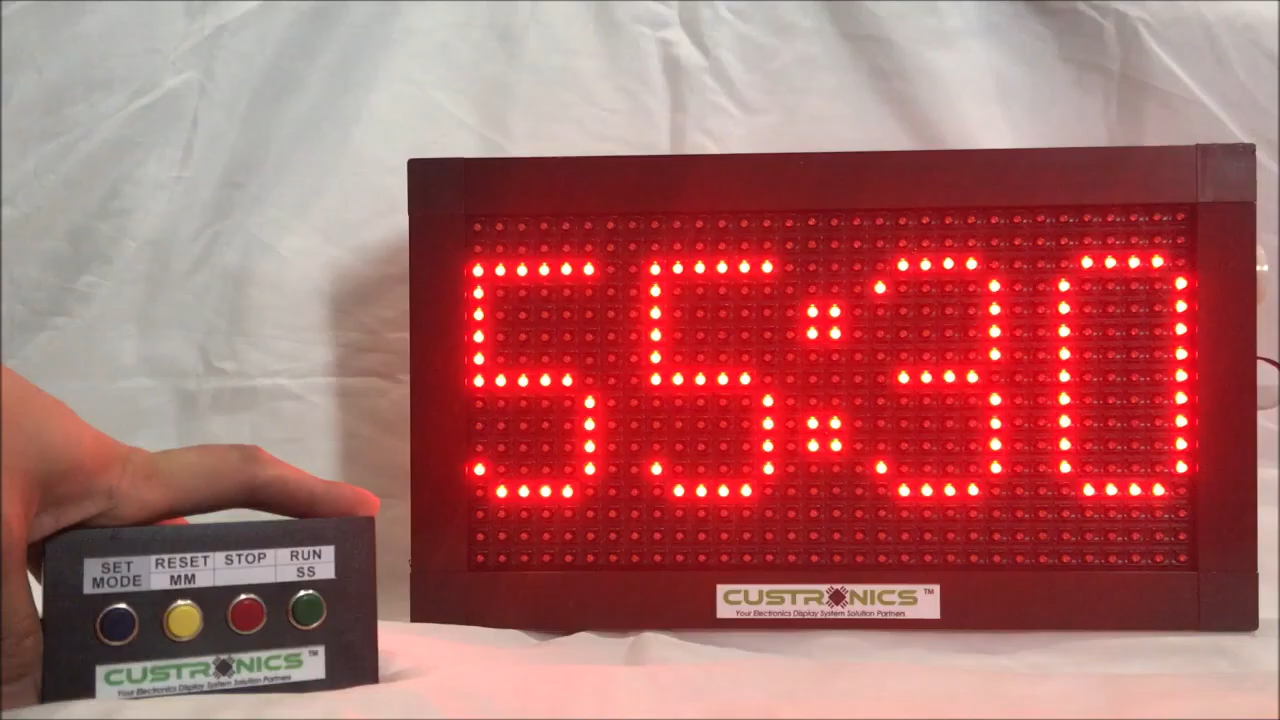 55:30
CUSTRONICS™
Your Electronics Display System Solution Partners
SET MODE
RESET MM
STOP
RUN SS
CUSTRONICS™
Your Electronics Display System Solution Partners